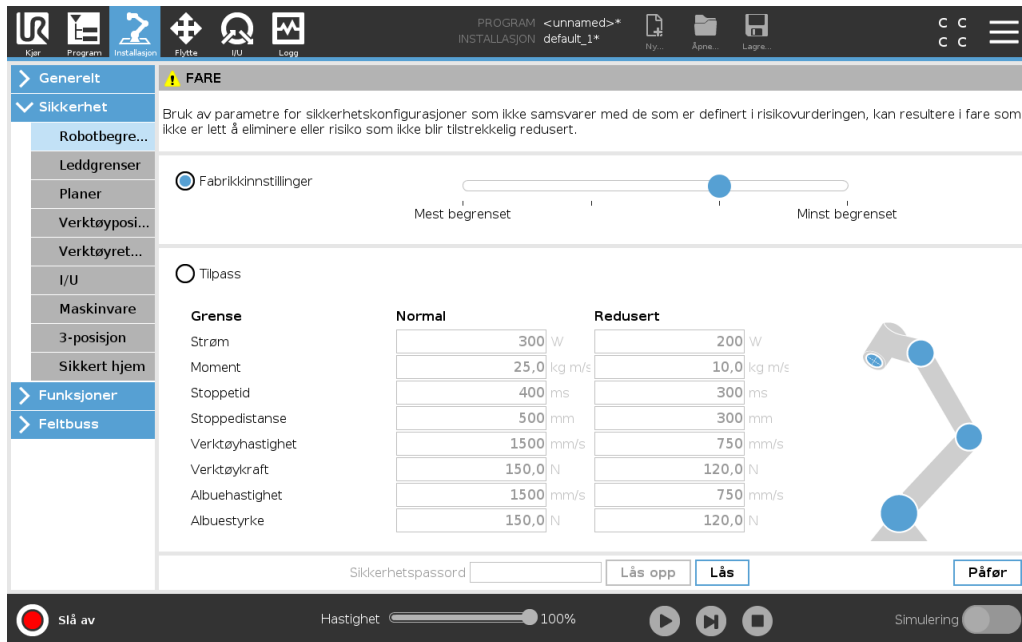 UR
PROGRAM <unnamed>*
INSTALLASJON default_1*
C C
C C
Kjør Program Installasjon Flytte I/U Logg
Ny... Åpne... Lagre...
Generelt
Sikkerhet
Robotbegre...
Leddgrenser
Planer
Verktøyposi...
Verktøyret...
I/U
Maskinvare
3-posisjon
Sikkert hjem
Funksjoner
Feltbuss
FARE
Bruk av parametre for sikkerhetskonfigurasjoner som ikke samsvarer med de som er definert i risikovurderingen, kan resultere i fare som
ikke er lett å eliminere eller risiko som ikke blir tilstrekkelig redusert.
Fabrikkinnstillinger
Mest begrenset Minst begrenset
Tilpass
Grense Normal Redusert
Strøm 300 W 200 W
Moment 25,0 kg m/s 10,0 kg m/s
Stoppetid 400 ms 300 ms
Stoppedistanse 500 mm 300 mm
Verktøyhastighet 1500 mm/s 750 mm/s
Verktøykraft 150,0 N 120,0 N
Albuehastighet 1500 mm/s 750 mm/s
Albuestyrke 150,0 N 120,0 N
Sikkerhetspassord Lås opp Lås Påfør
Slå av Hastighet 100% Simulering